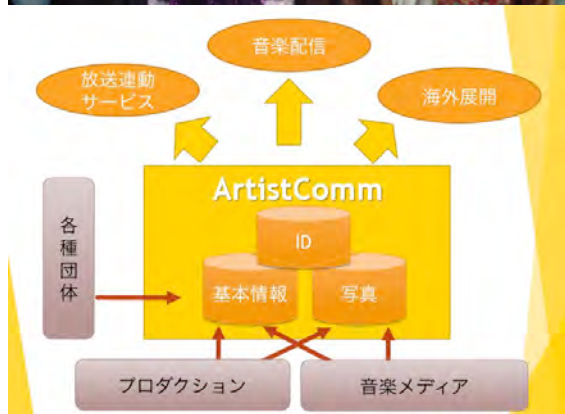 音楽配信
放送連動
サービス
海外展開
ArtistComm
ID
各種団体
基本情報
写真
プロダクション
音楽メディア